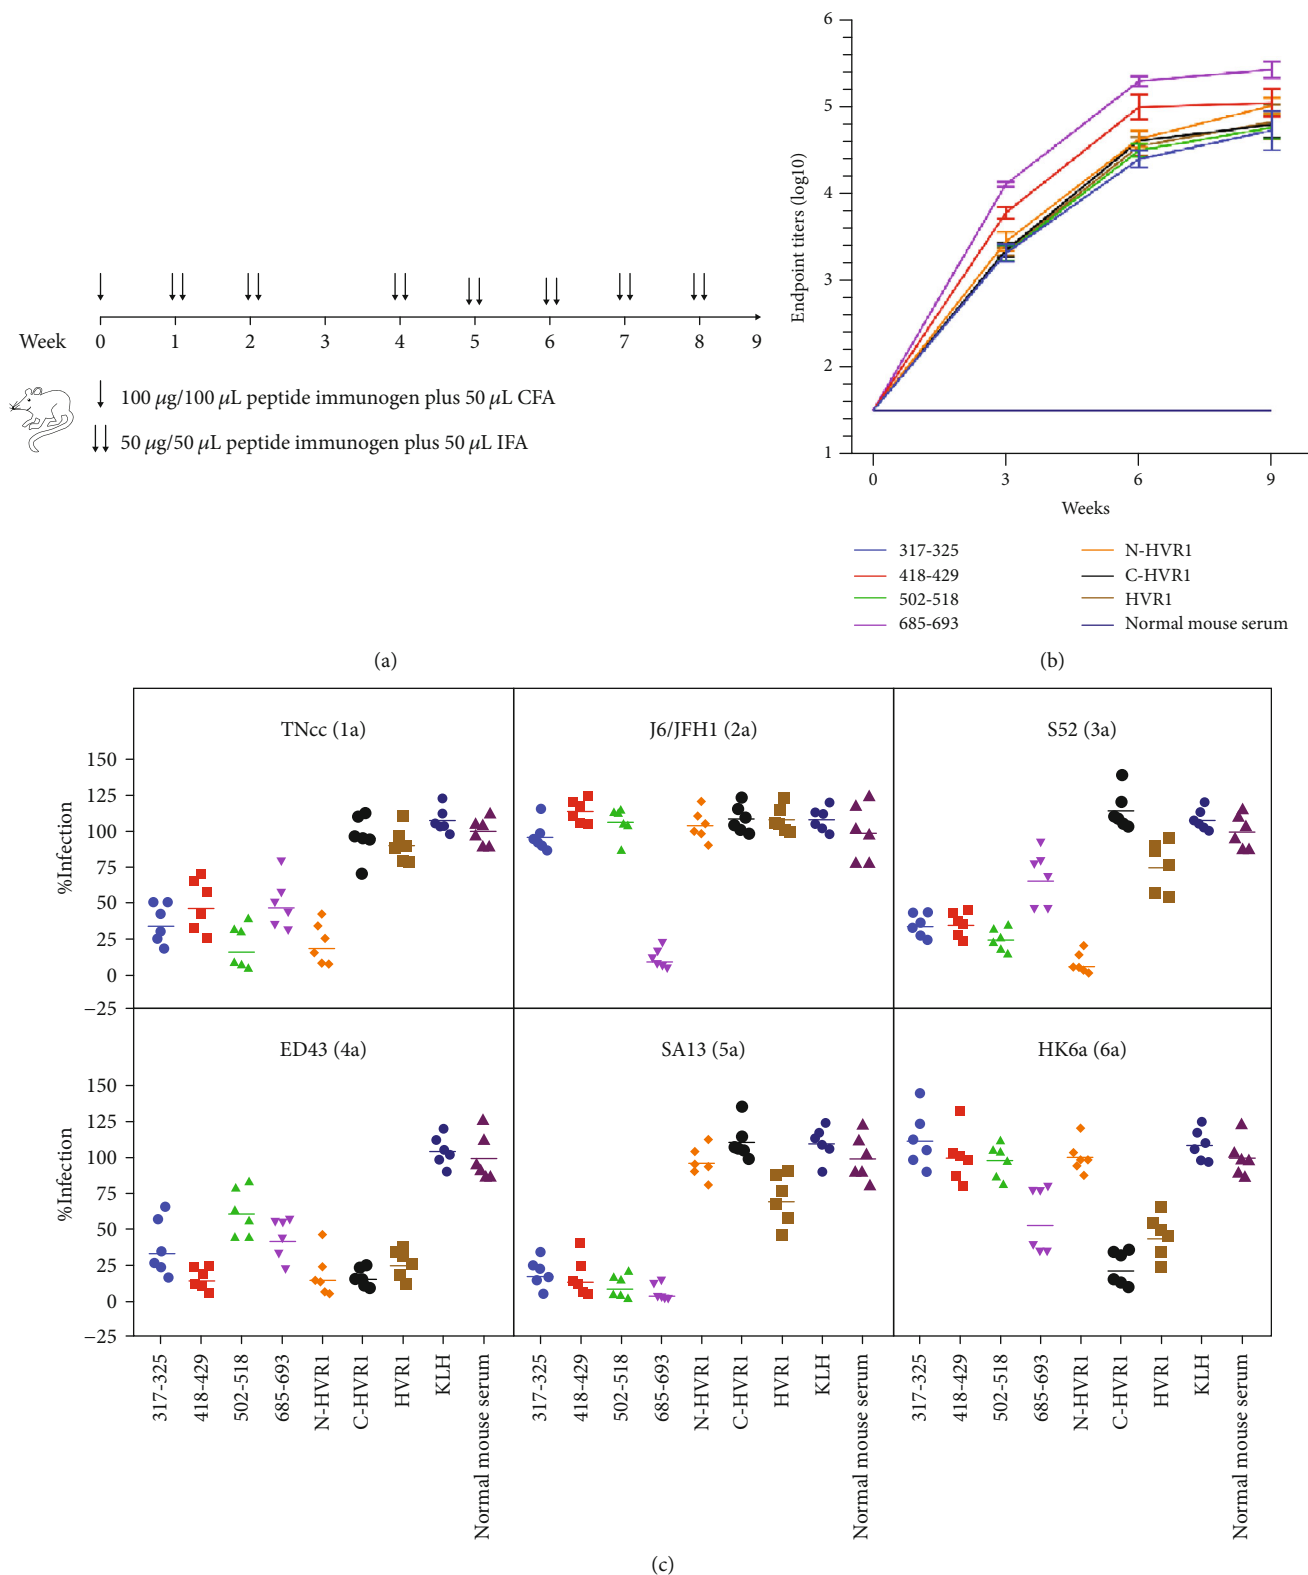 Week 0 1 2 3 4 5 6 7 8 9
100 μg/100 μL peptide immunogen plus 50 μL CFA
50 μg/50 μL peptide immunogen plus 50 μL IFA
(a)
Endpoint titers (log10)
6
5
4
3
2
1
0 3 6 9
Weeks
317-325 N-HVR1
418-429 C-HVR1
502-518 HVR1
685-693 Normal mouse serum
(b)
TNcc (1a) J6/JFH1 (2a) S52 (3a)
%Infection
150
125
100
75
50
25
0
−25
ED43 (4a) SA13 (5a) HK6a (6a)
%Infection
150
125
100
75
50
25
0
−25
317-325
418-429
502-518
685-693
N-HVR1
C-HVR1
HVR1
KLH
Normal mouse serum
317-325
418-429
502-518
685-693
N-HVR1
C-HVR1
HVR1
KLH
Normal mouse serum
317-325
418-429
502-518
685-693
N-HVR1
C-HVR1
HVR1
KLH
Normal mouse serum
(c)